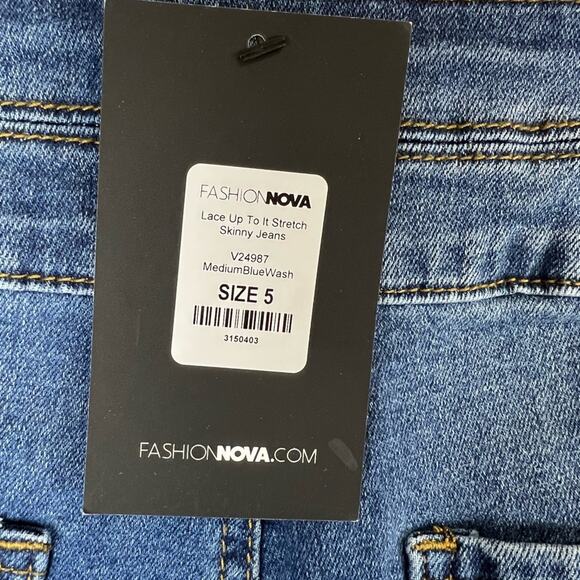 FASHIONNOVA
Lace Up To It Stretch
Skinny Jeans
V24987
MediumBlueWash
SIZE 5
3150403
FASHIONNOVA.COM